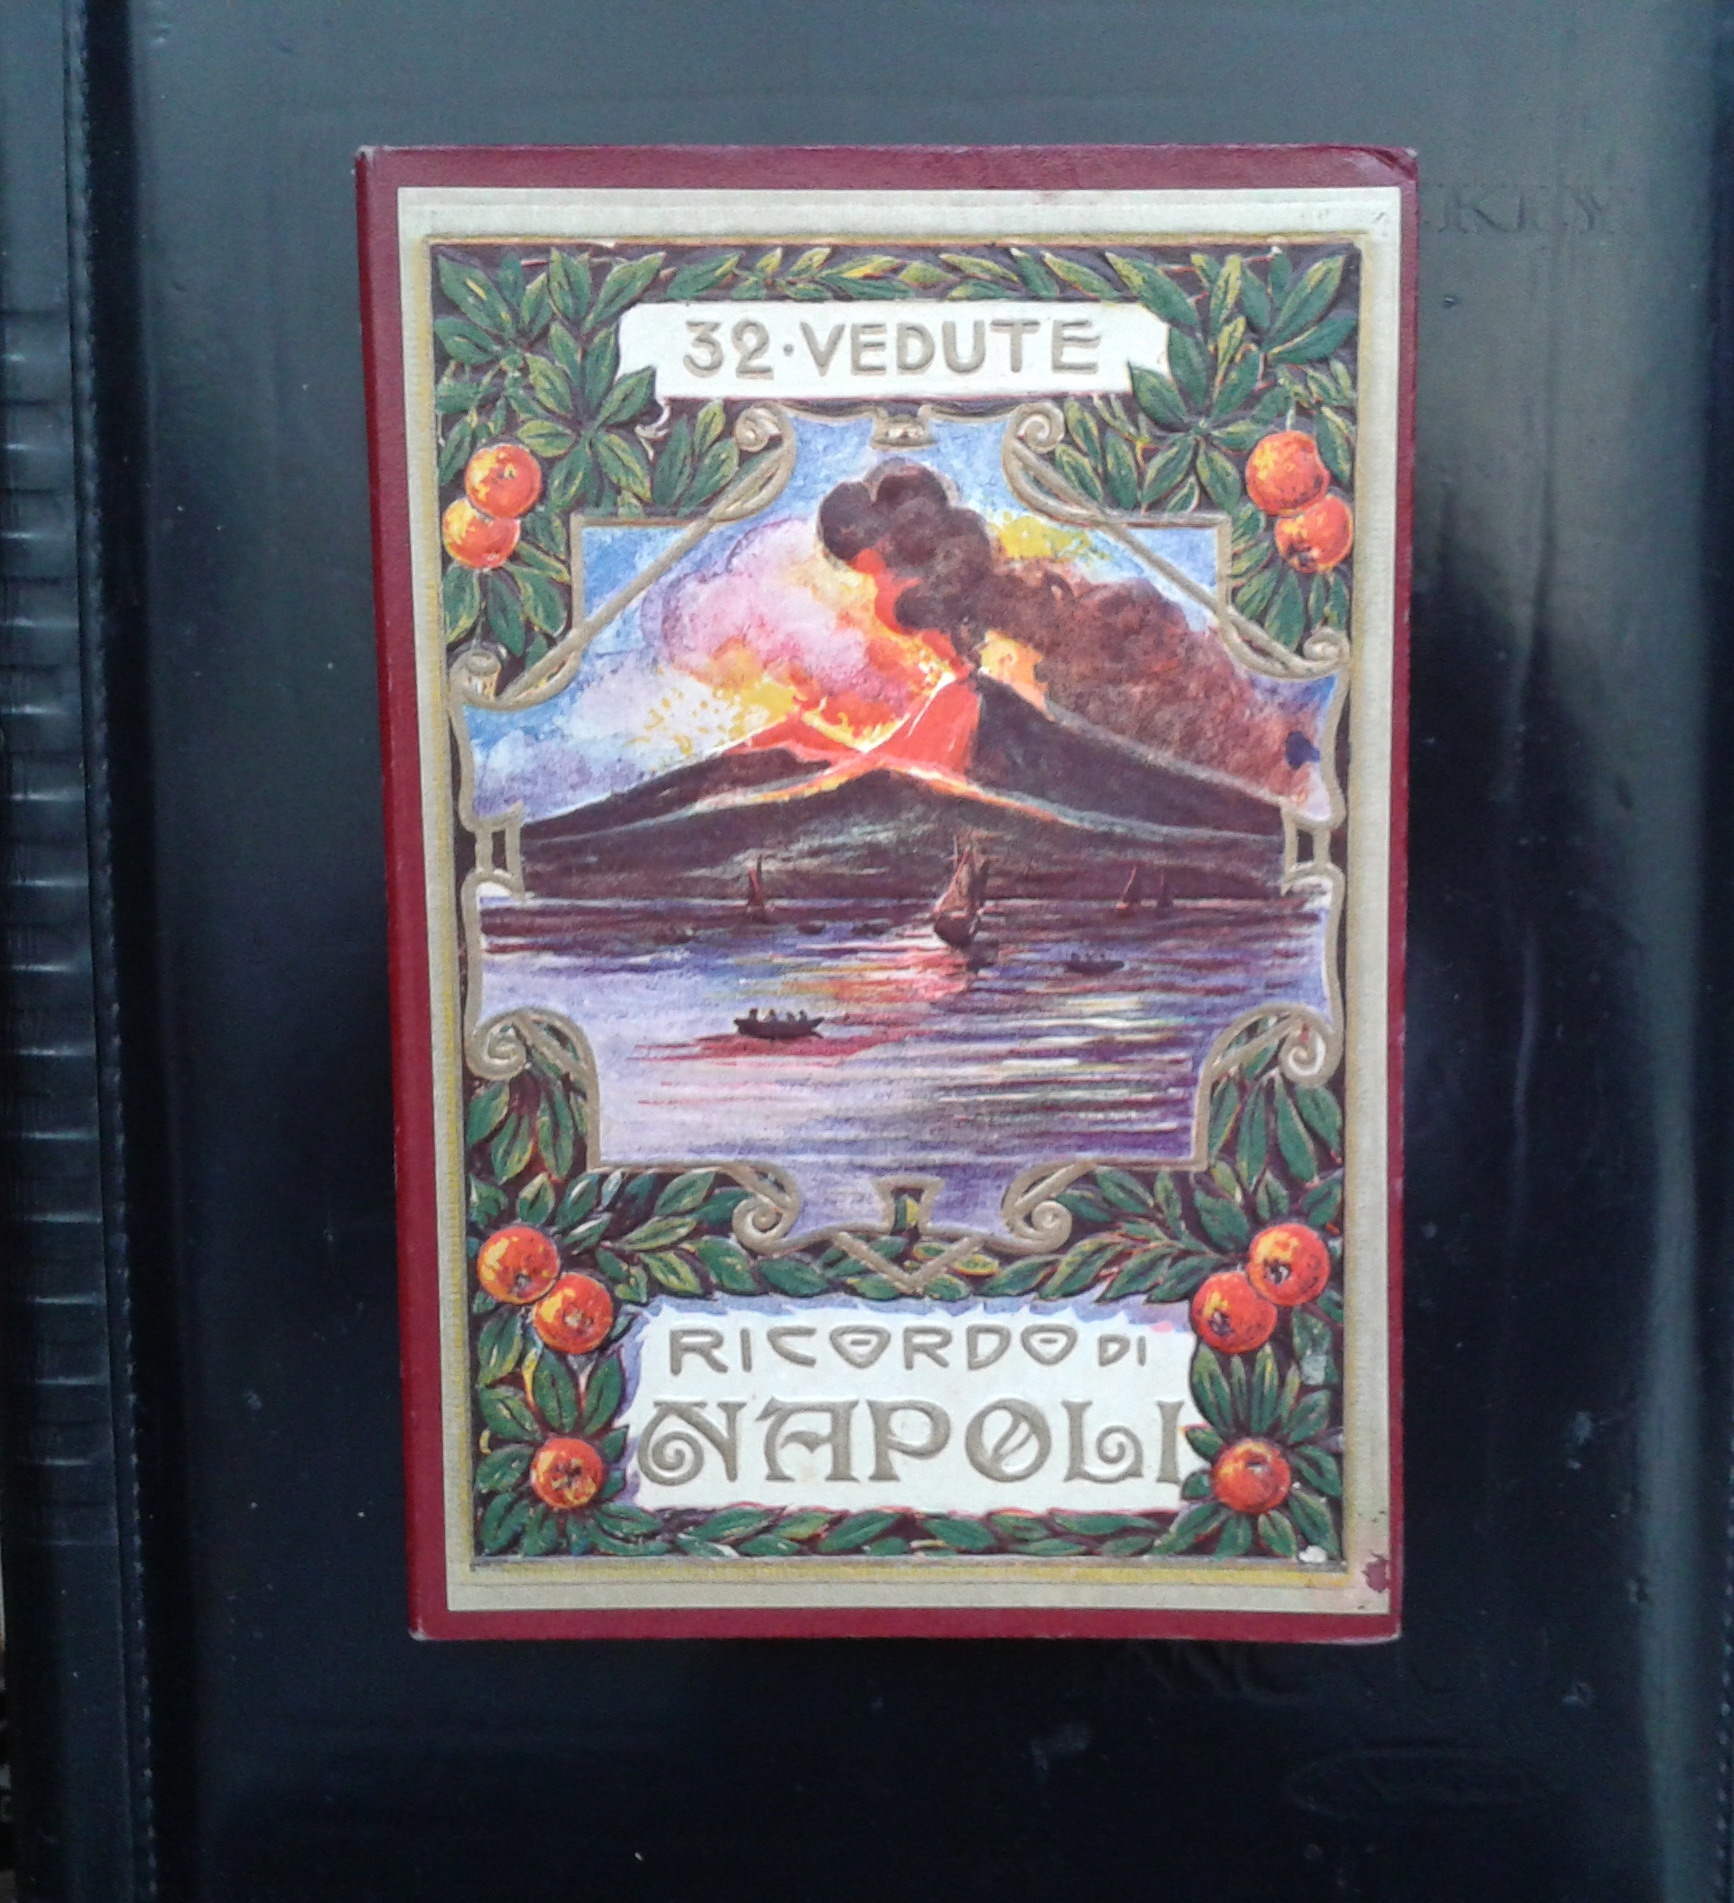 32·VEDUTE
RICORDO DI
NAPOLI